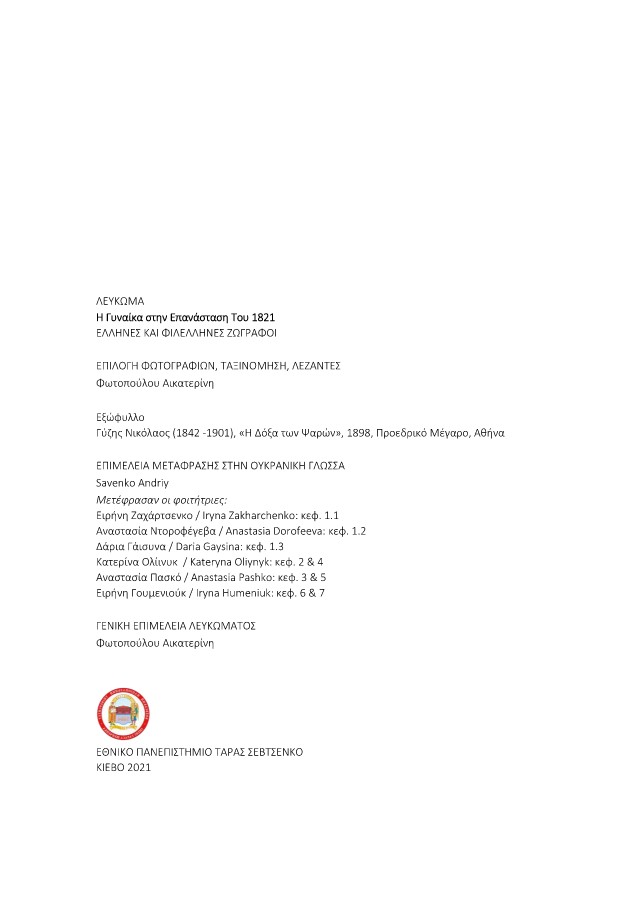 ΛΕΥΚΩΜΑ
Η Γυναίκα στην Επανάσταση Του 1821
ΕΛΛΗΝΕΣ ΚΑΙ ΦΙΛΕΛΛΗΝΕΣ ΖΩΓΡΑΦΟΙ
ΕΠΙΛΟΓΗ ΦΩΤΟΓΡΑΦΙΩΝ, ΤΑΞΙΝΟΜΗΣΗ, ΛΕΖΑΝΤΕΣ
Φωτοπούλου Αικατερίνη
Εξώφυλλο
Γύζης Νικόλαος (1842 -1901), «Η Δόξα των Ψαρών», 1898, Προεδρικό Μέγαρο, Αθήνα
ΕΠΙΜΕΛΕΙΑ ΜΕΤΑΦΡΑΣΗΣ ΣΤΗΝ ΟΥΚΡΑΝΙΚΗ ΓΛΩΣΣΑ
Savenko Andriy
Μετέφρασαν οι φοιτήτριες:
Ειρήνη Ζαχάρτσενκο / Iryna Zakharchenko: κεφ. 1.1
Αναστασία Ντοροφέγεβα / Anastasia Dorofeeva: κεφ. 1.2
Δάρια Γάισυνα / Daria Gaysina: κεφ. 1.3
Κατερίνα Ολίινυκ / Kateryna Oliynyk: κεφ. 2 & 4
Αναστασία Πασκό / Anastasia Pashko: κεφ. 3 & 5
Ειρήνη Γουμενιούκ / Iryna Humeniuk: κεφ. 6 & 7
ΓΕΝΙΚΗ ΕΠΙΜΕΛΕΙΑ ΛΕΥΚΩΜΑΤΟΣ
Φωτοπούλου Αικατερίνη
ΕΘΝΙΚΟ ΠΑΝΕΠΙΣΤΗΜΙΟ ΤΑΡΑΣ ΣΕΒΤΣΕΝΚΟ
ΚΙΕΒΟ 2021